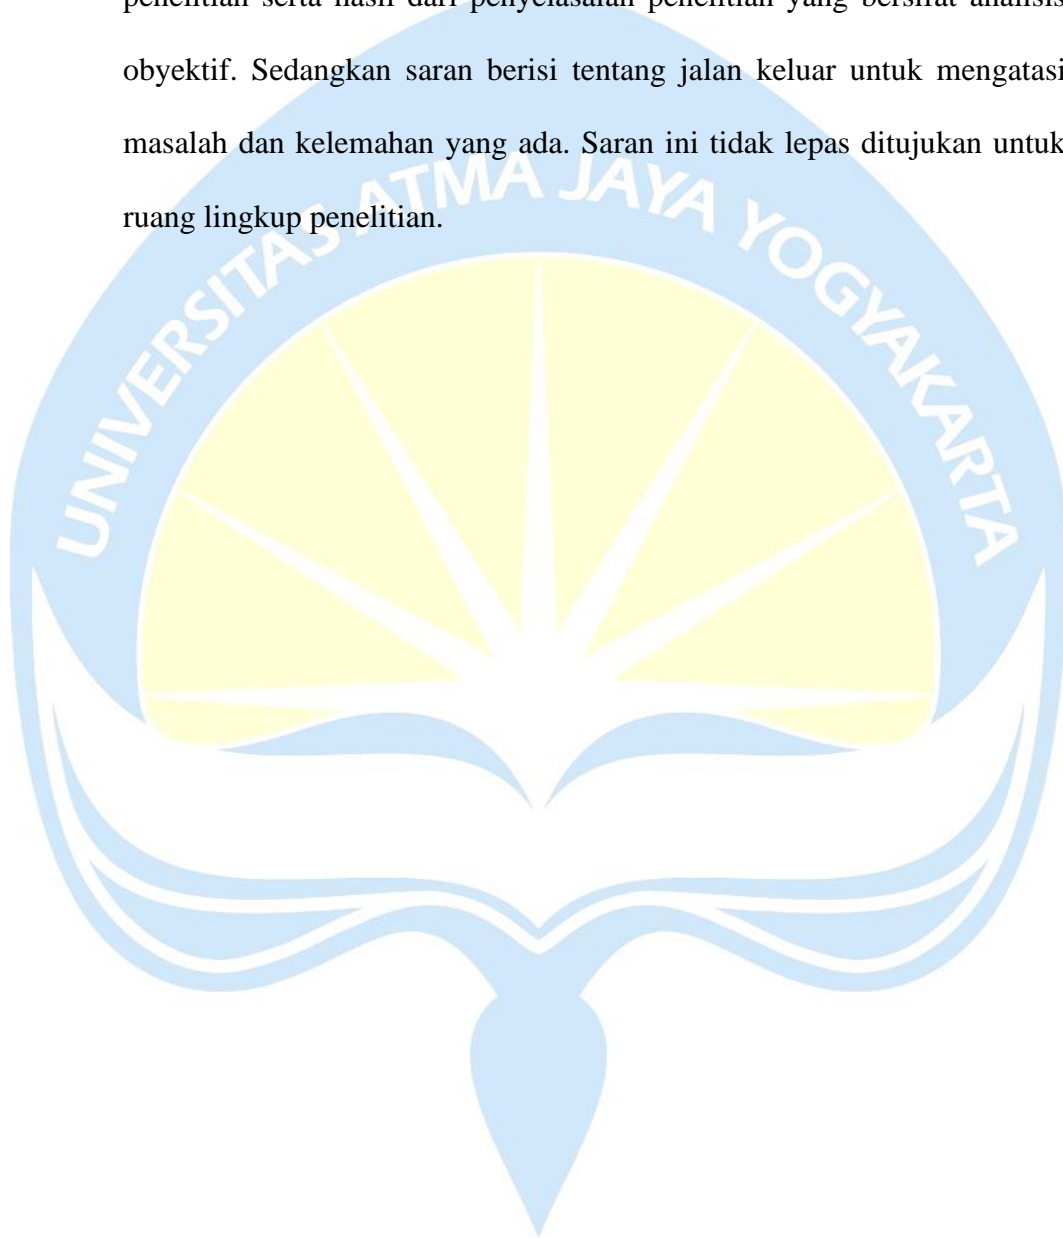 penelitian serta hasil dari penyelasaian penelitian yang bersifat analisis
obyektif. Sedangkan saran berisi tentang jalan keluar untuk mengatasi
masalah dan kelemahan yang ada. Saran ini tidak lepas ditujukan untuk
ruang lingkup penelitian.
UNIVERSITAS ATMA JAYA YOGYAKARTA